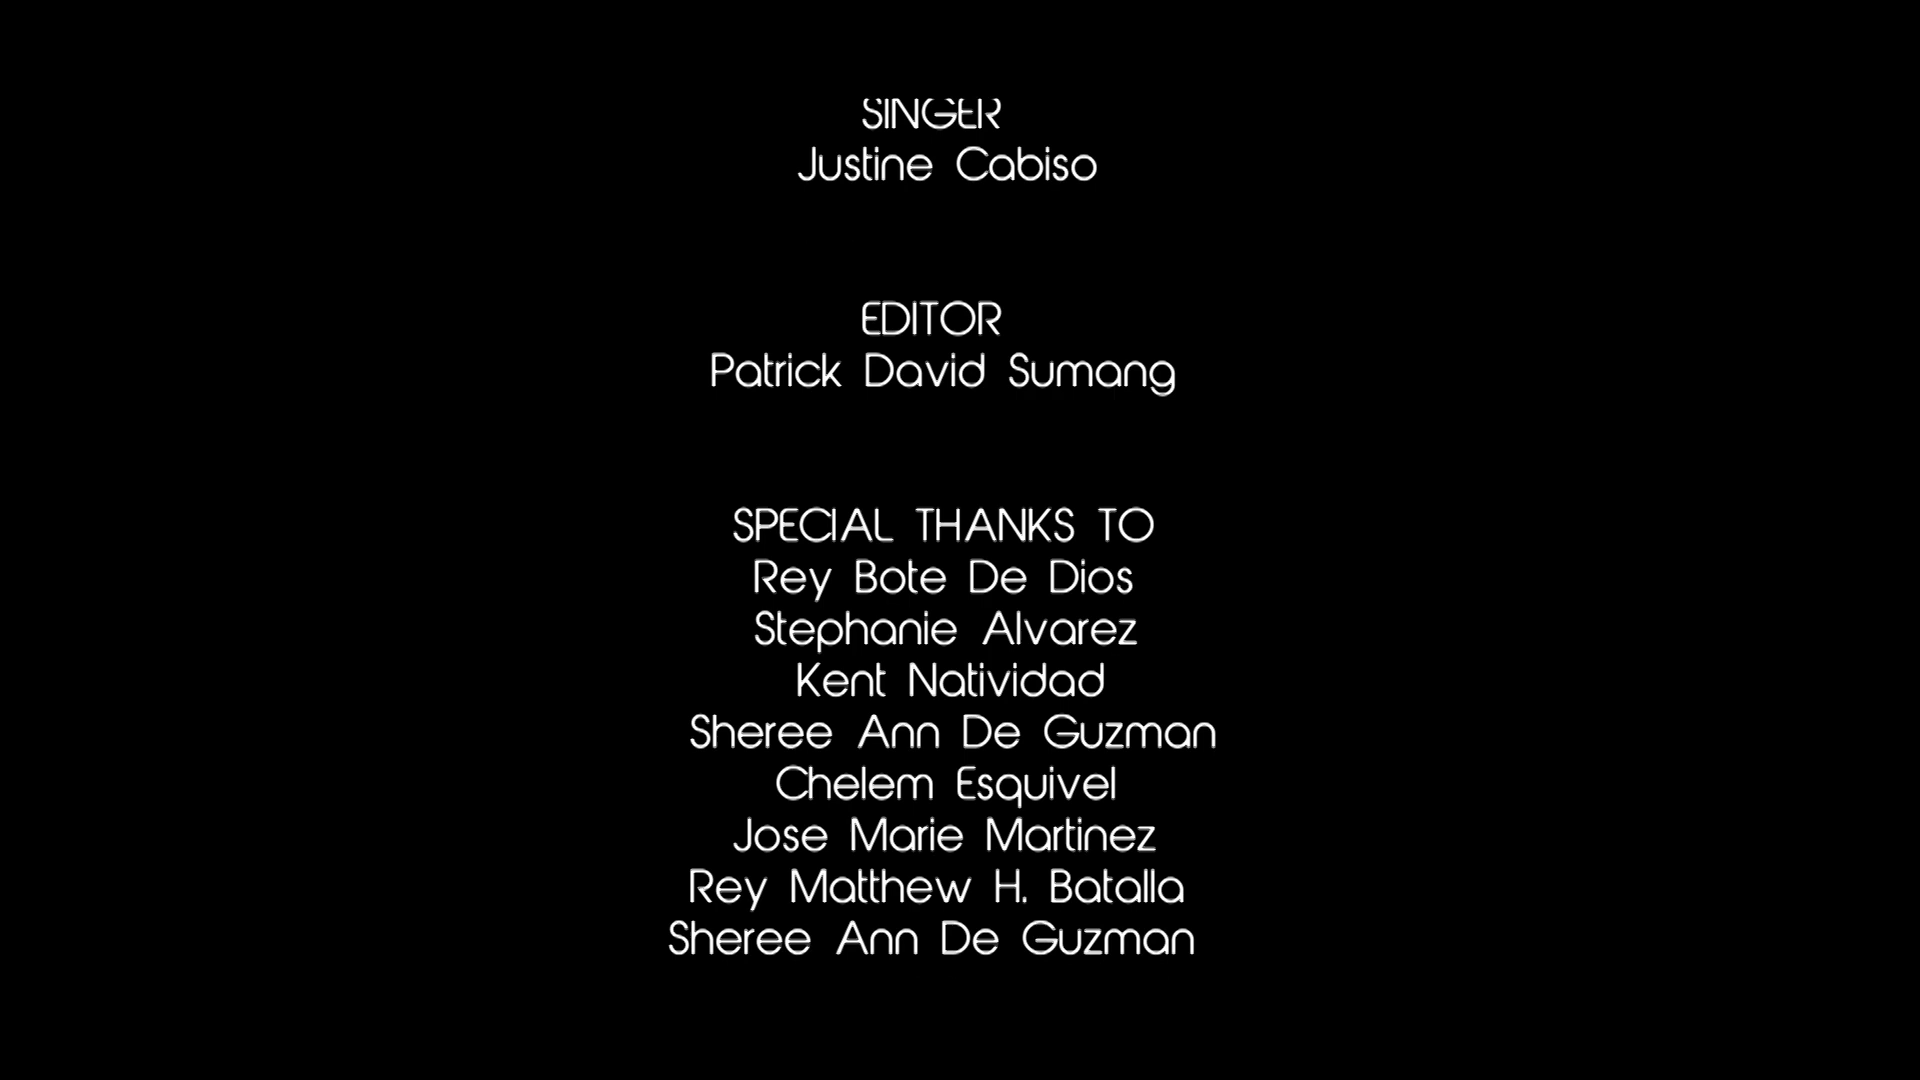 SINGER
Justine Cabiso
EDITOR
Patrick David Sumang
SPECIAL THANKS TO
Rey Bote De Dios
Stephanie Alvarez
Kent Natividad
Sheree Ann De Guzman
Chelem Esquivel
Jose Marie Martinez
Rey Matthew H. Batalla
Sheree Ann De Guzman